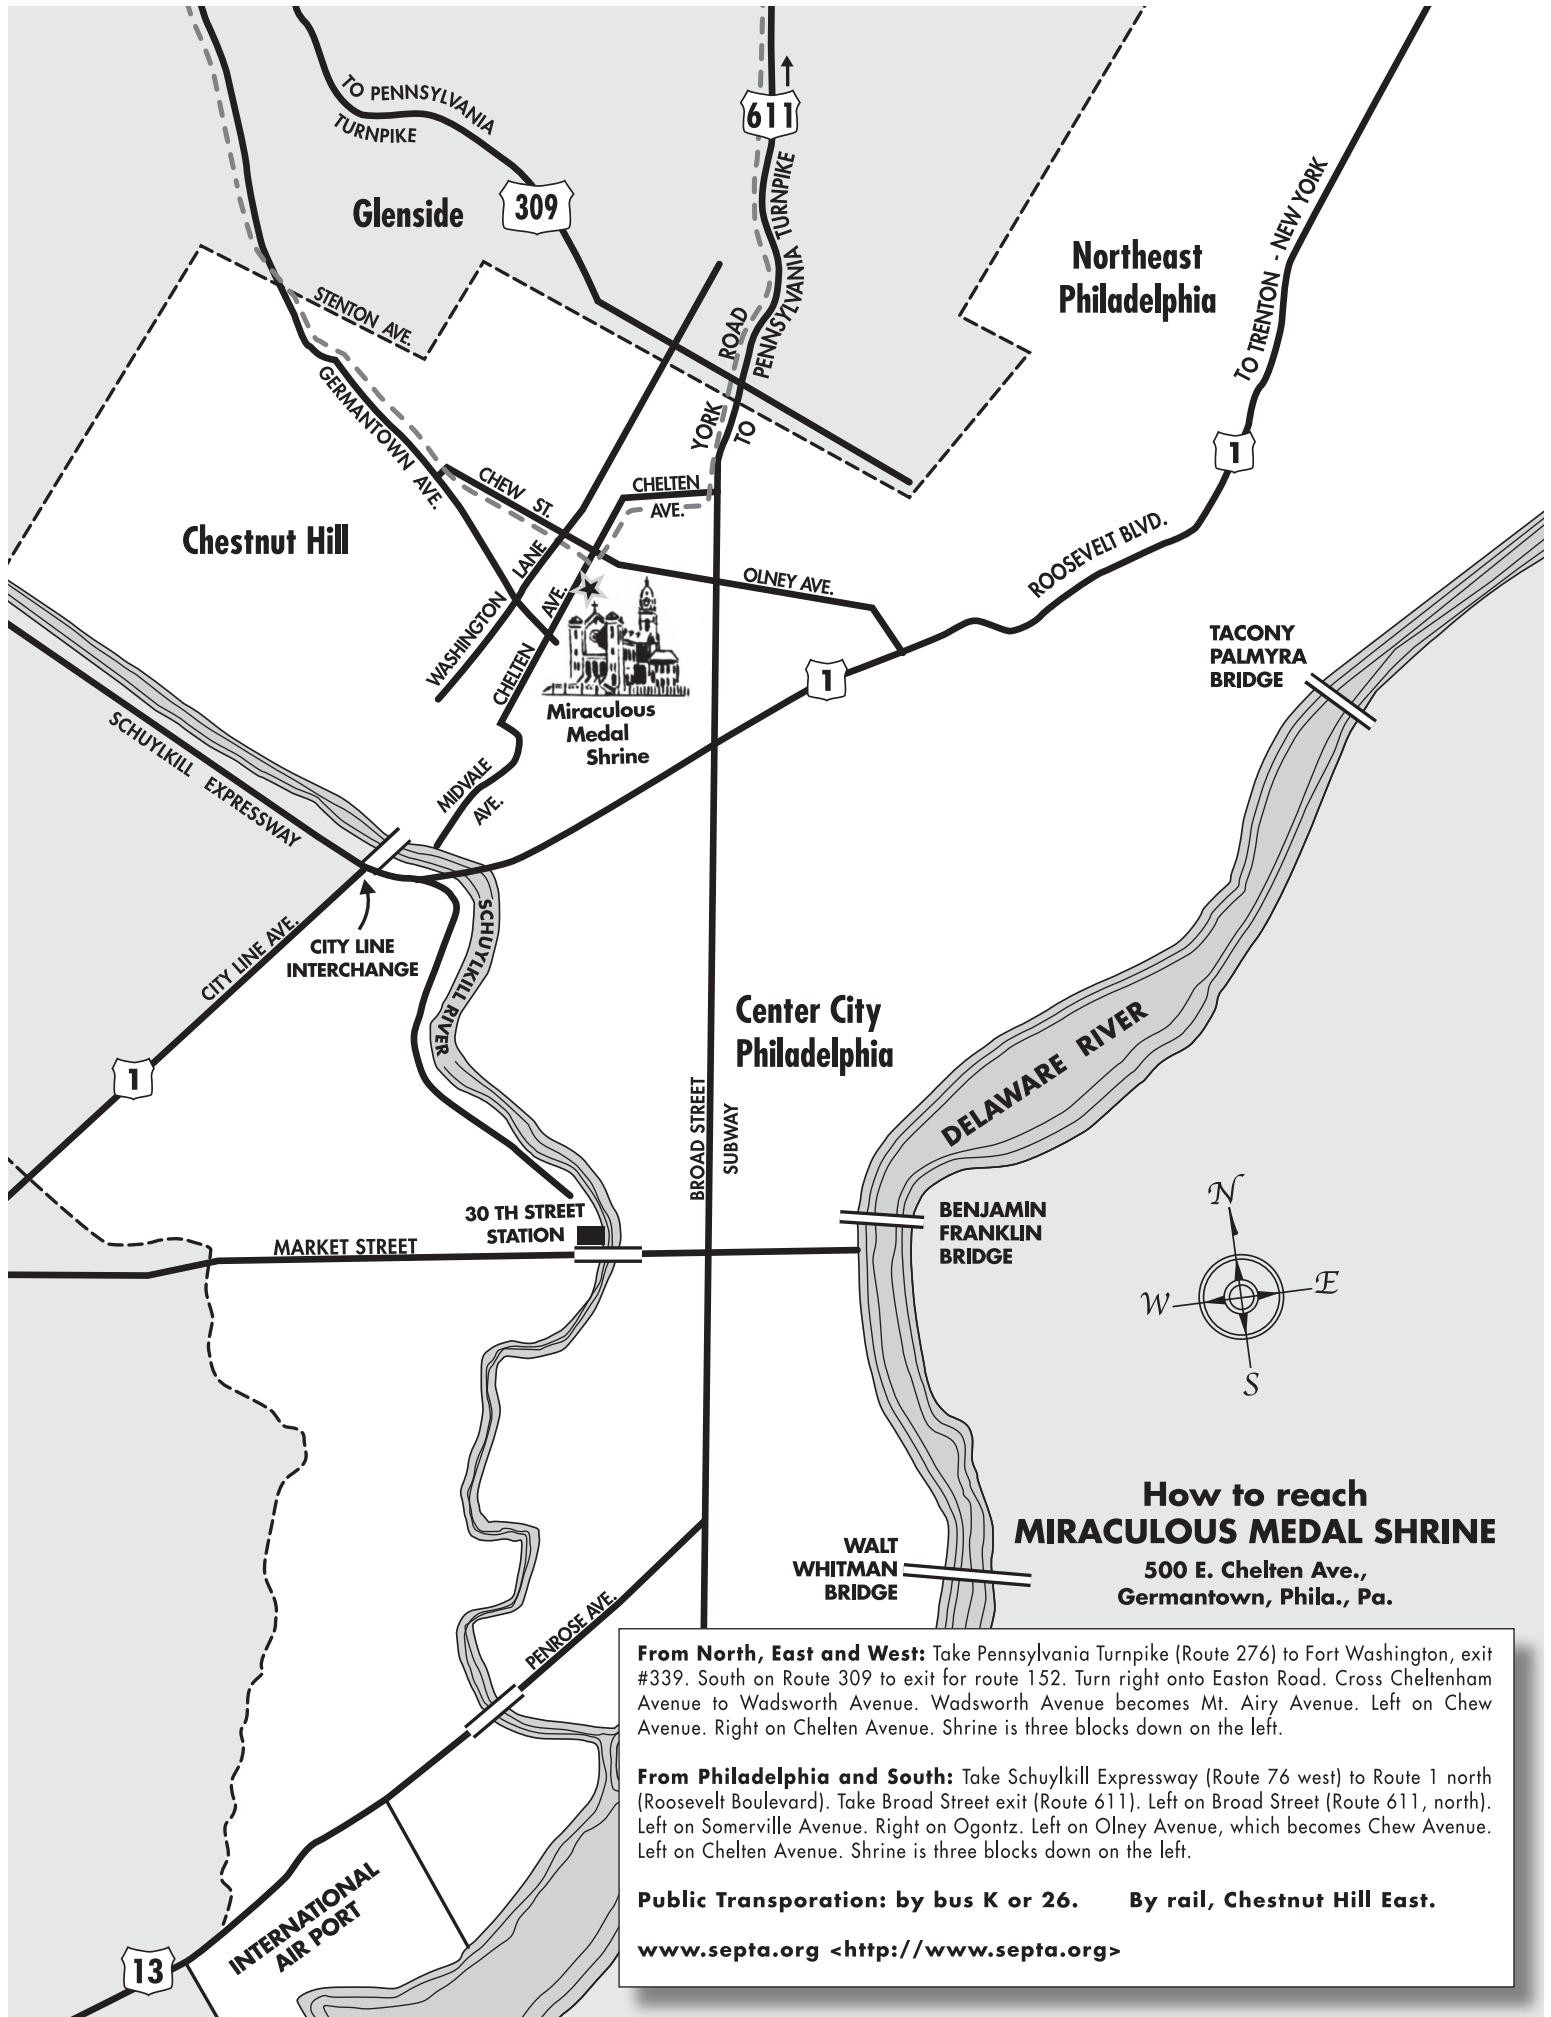 TO PENNSYLVANIA
TURNPIKE
611
309
Glenside
Northeast
Philadelphia
TO TRENTON - NEW YORK
STENTON AVE.
YORK ROAD
TO PENNSYLVANIA TURNPIKE
GERMANTOWN AVE.
1
CHEW ST.
CHELTEN
AVE.
Chestnut Hill
WASHINGTON LANE
CHELTEN AVE.
OLNEY AVE.
ROOSEVELT BLVD.
TACONY
PALMYRA
BRIDGE
1
Miraculous
Medal
Shrine
SCHUYLKILL EXPRESSWAY
MIDVALE
AVE.
CITY LINE AVE.
CITY LINE
INTERCHANGE
SCHUYLKILL RIVER
Center City
Philadelphia
DELAWARE RIVER
1
BROAD STREET
SUBWAY
30 TH STREET
STATION
MARKET STREET
BENJAMIN
FRANKLIN
BRIDGE
N
W
E
S
How to reach
MIRACULOUS MEDAL SHRINE
500 E. Chelten Ave.,
Germantown, Phila., Pa.
WALT
WHITMAN
BRIDGE
PENROSE AVE.
INTERNATIONAL
AIR PORT
13
From North, East and West: Take Pennsylvania Turnpike (Route 276) to Fort Washington, exit
#339. South on Route 309 to exit for route 152. Turn right onto Easton Road. Cross Cheltenham
Avenue to Wadsworth Avenue. Wadsworth Avenue becomes Mt. Airy Avenue. Left on Chew
Avenue. Right on Chelten Avenue. Shrine is three blocks down on the left.
From Philadelphia and South: Take Schuylkill Expressway (Route 76 west) to Route 1 north
(Roosevelt Boulevard). Take Broad Street exit (Route 611). Left on Broad Street (Route 611, north).
Left on Somerville Avenue. Right on Ogontz. Left on Olney Avenue, which becomes Chew Avenue.
Left on Chelten Avenue. Shrine is three blocks down on the left.
Public Transporation: by bus K or 26. By rail, Chestnut Hill East.
www.septa.org <http://www.septa.org>